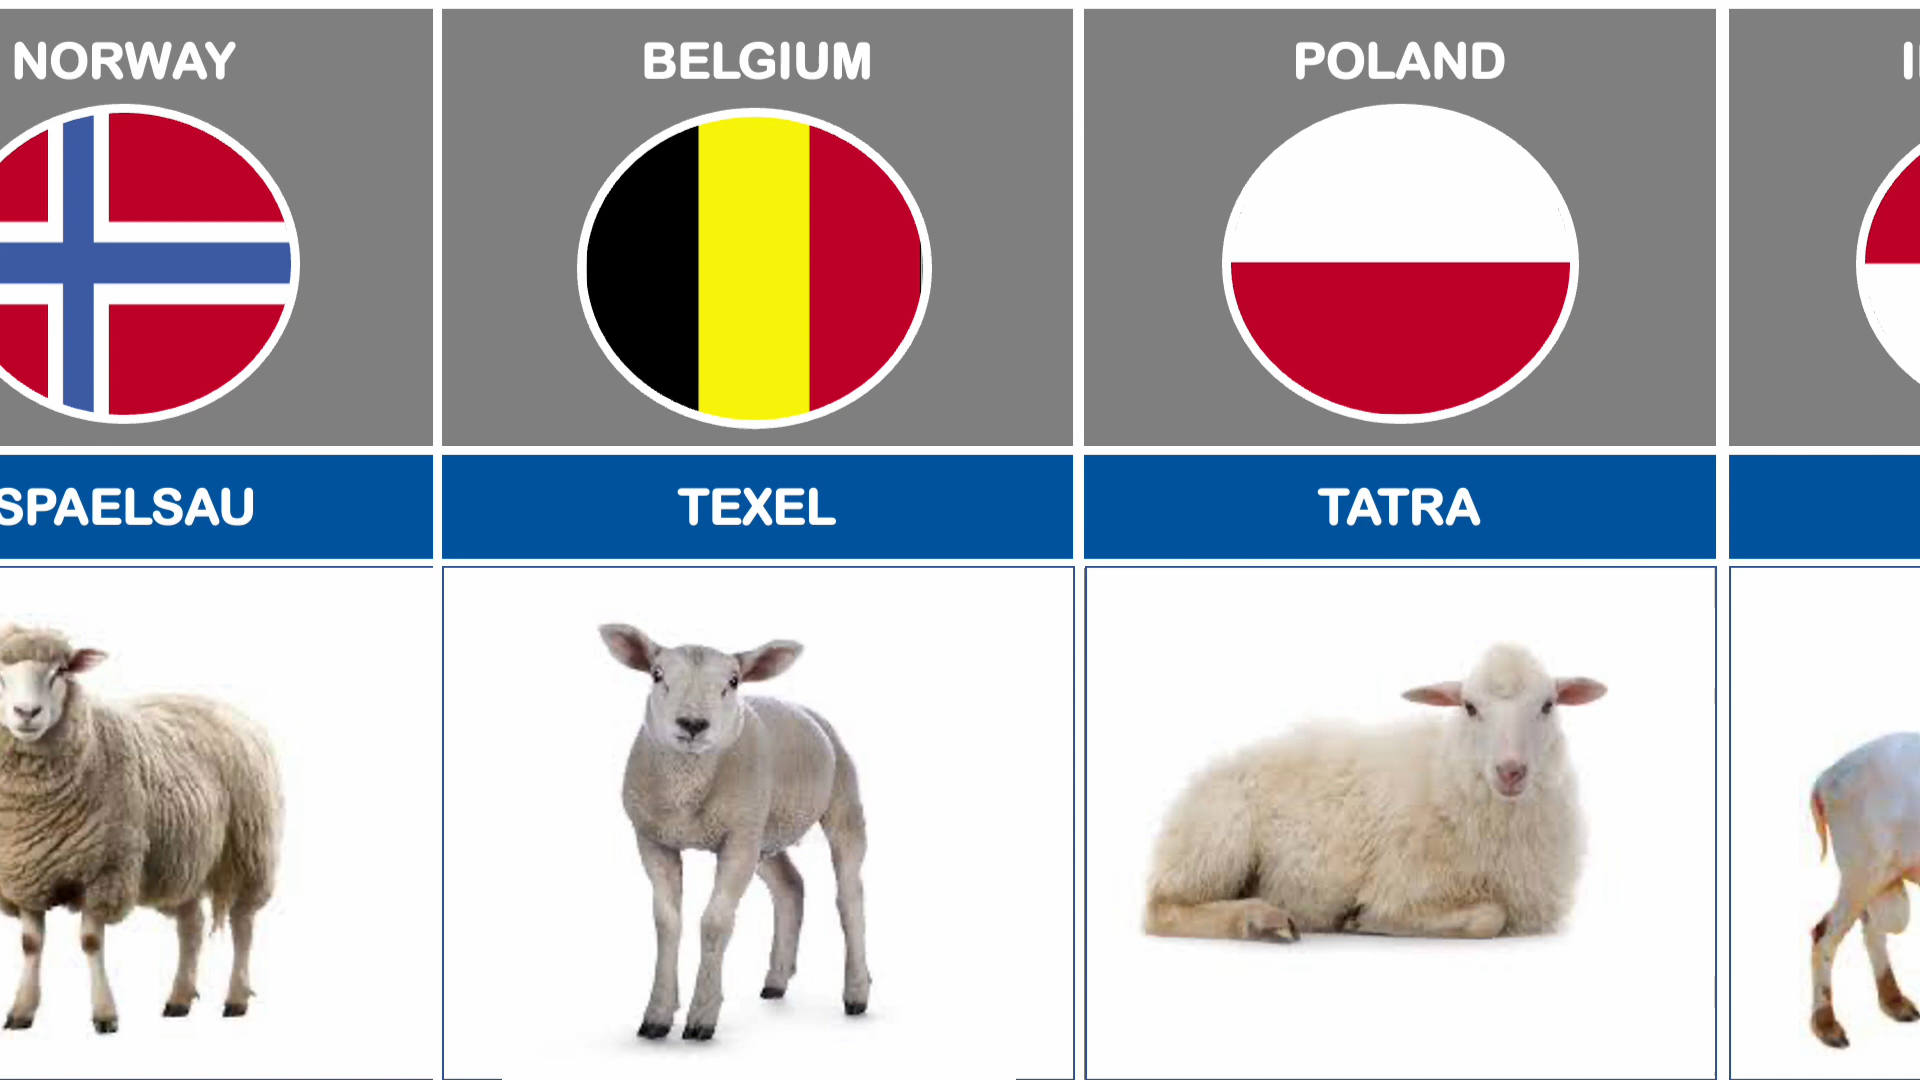 NORWAY
BELGIUM
POLAND
SPAELSAU
TEXEL
TATRA